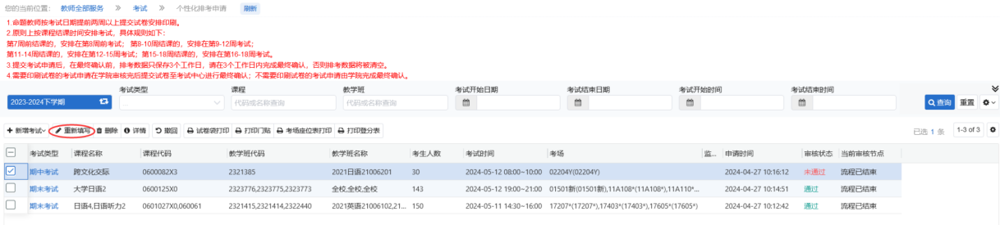 您的当前位置: 教师全部服务 » 考试 » 个性化排考申请 刷新
1.命题教师按考试日期提前两周以上提交试卷安排印刷。
2.原则上按课程结课时间安排考试，具体规则如下：
第7周前结课的，安排在第8周前考试；第8-10周结课的，安排在第9-12周考试；
第11-14周结课的，安排在第12-15周考试；第15-18周结课的，安排在第16-18周考试。
3.提交考试申请后，在最终确认前，排考数据只保存3个工作日，请在3个工作日内完成最终确认，否则排考数据将被清空。
4.需要印刷试卷的考试申请在学院审核完后提交试卷至考试中心进行最终确认；不需要印刷试卷的考试申请由学院完成最终确认。
考试类型 课程 教学班 考试开始日期 考试结束日期 考试开始时间 考试结束时间
2023-2024下学期 ... 代码或名称查询 代码或名称查询 查询 重置
新增考试 重新填写 删除 详情 撤回 试卷袋打印 打印门贴 考场座位表打印 打印登分表 已选 1 条 1-3 of 3
考试类型 课程名称 课程代码 教学班代码 教学班名称 考生人数 考试时间 考场 监... 申请时间 审核状态 当前审核节点
期中考试 跨文化交际 0600082X3 2321385 2021日语21006201 30 2024-05-12 08:00~10:00 02204Y(02204Y) 2024-04-27 10:16:12 未通过 流程已结束
期末考试 大学日语2 0600125X0 2323776,2323775,2323773 全校,全校,全校 143 2024-05-12 19:00~21:00 01501新(01501新),11A108*(11A108*),11A110*... 2024-04-27 10:14:51 通过 流程已结束
期末考试 日语4,日语听力2 0601027X0,060061 2321415,2321414,2322440 2021英语21006102,21... 150 2024-05-11 14:30~16:00 17207*(17207*),17403*(17403*),17605*(17605*) 2024-04-27 10:12:42 通过 流程已结束